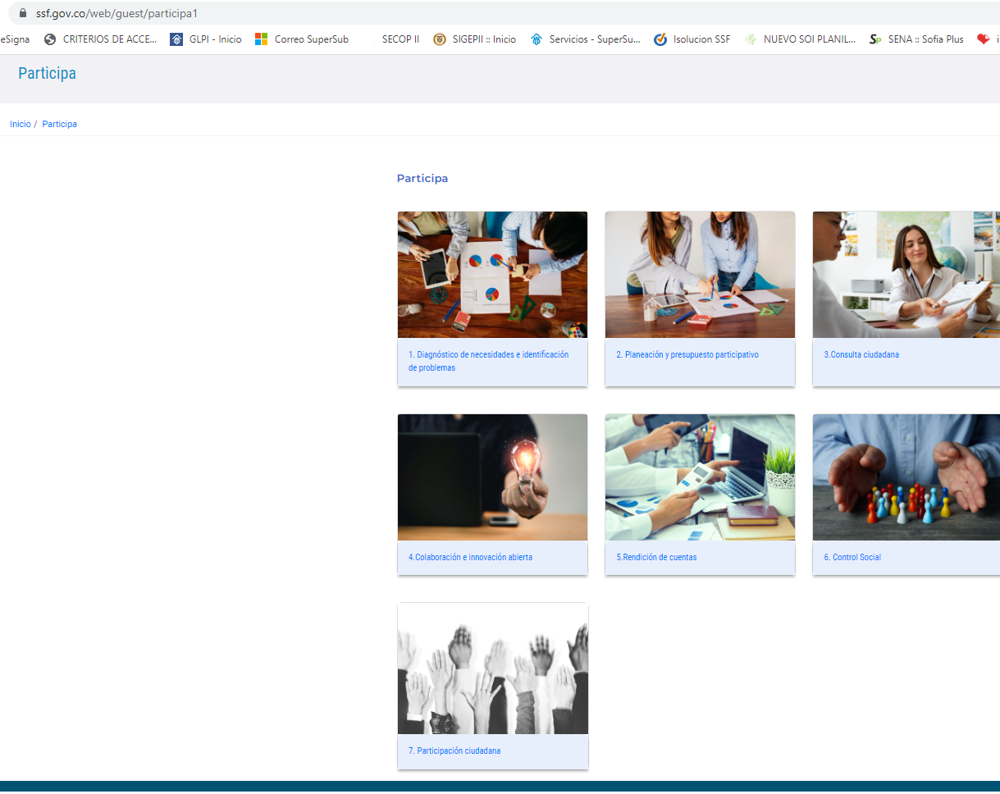 ssf.gov.co/web/guest/participa1
eSigna CRITERIOS DE ACCE... GLPI - Inicio Correo SuperSub SECOP II SIGEPII :: Inicio Servicios - SuperSu... Isolucion SSF NUEVO SOI PLANIL... SENA :: Sofia Plus i
Participa
Inicio / Participa
Participa
1. Diagnóstico de necesidades e identificación
de problemas
2. Planeación y presupuesto participativo
3.Consulta ciudadana
4.Colaboración e innovación abierta
5.Rendición de cuentas
6. Control Social
7. Participación ciudadana